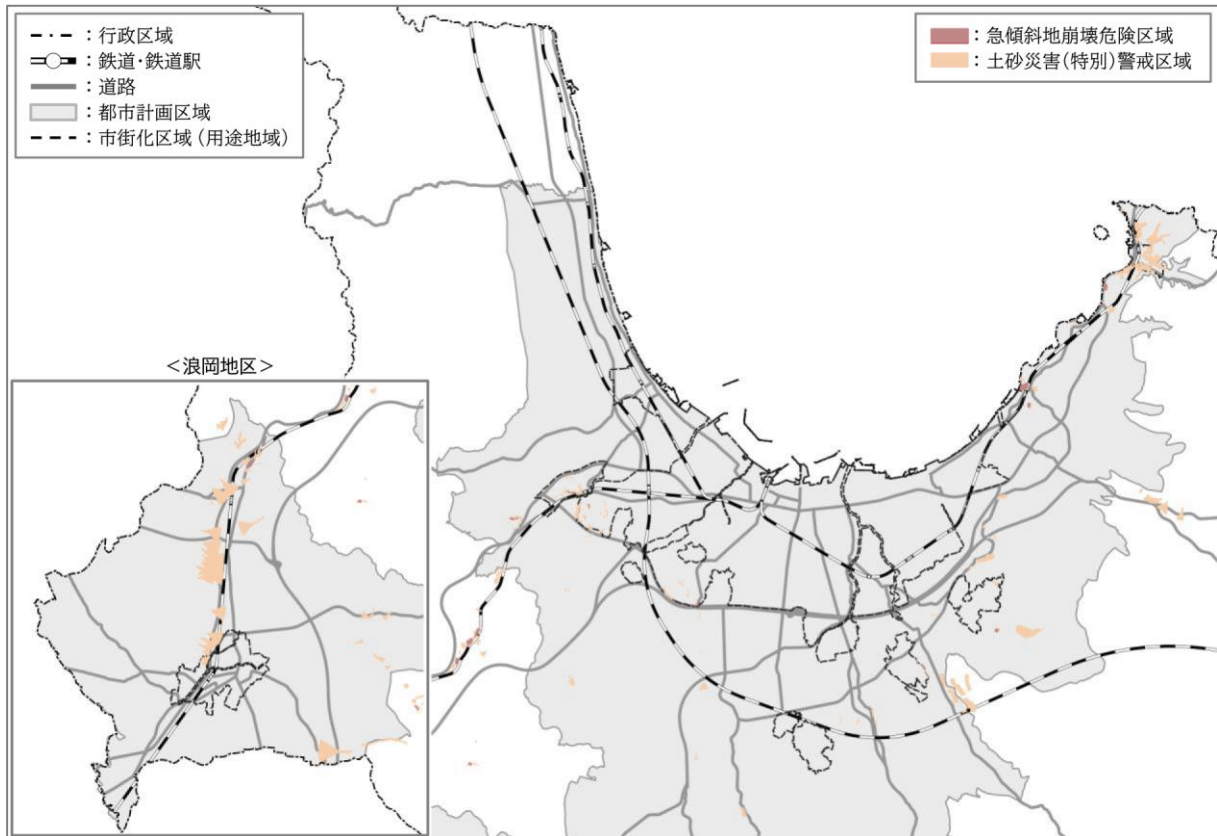 ：行政区域
：鉄道・鉄道駅
：道路
：都市計画区域
：市街化区域（用途地域）
：急傾斜地崩壊危険区域
：土砂災害（特別）警戒区域
＜浪岡地区＞